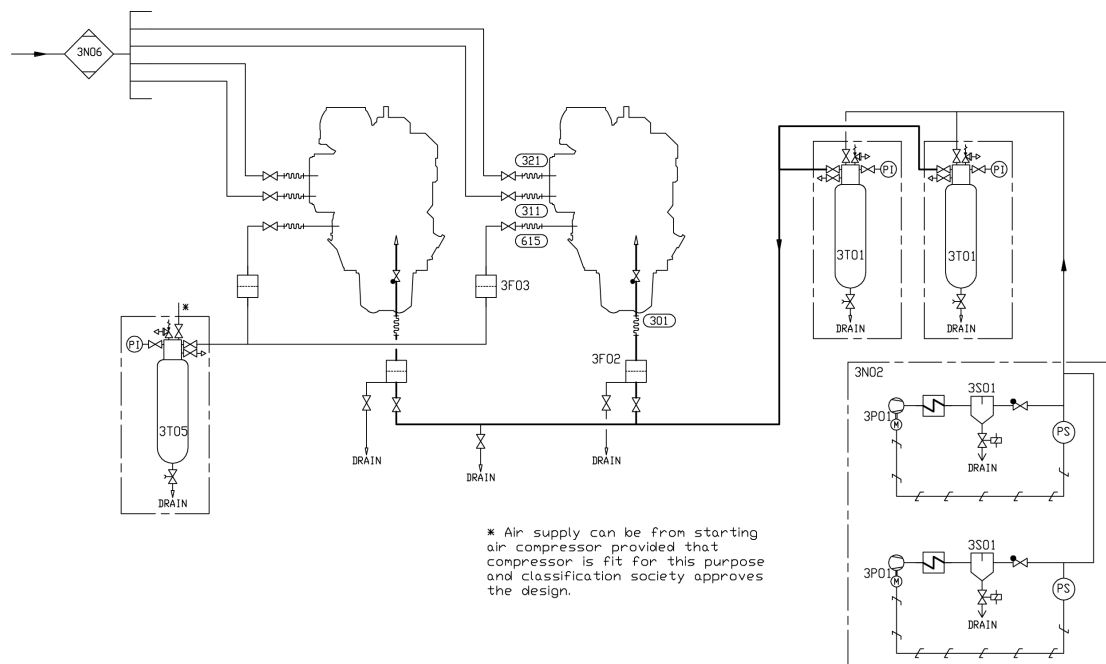 3N06
321
311
615
3F03
*
PI
3T05
DRAIN
301
3F02
DRAIN
DRAIN
DRAIN
PI
PI
3T01
3T01
DRAIN
DRAIN
3N02
3S01
3P01
M
PS
DRAIN
3S01
3P01
M
PS
DRAIN
* Air supply can be from starting
air compressor provided that
compressor is fit for this purpose
and classification society approves
the design.